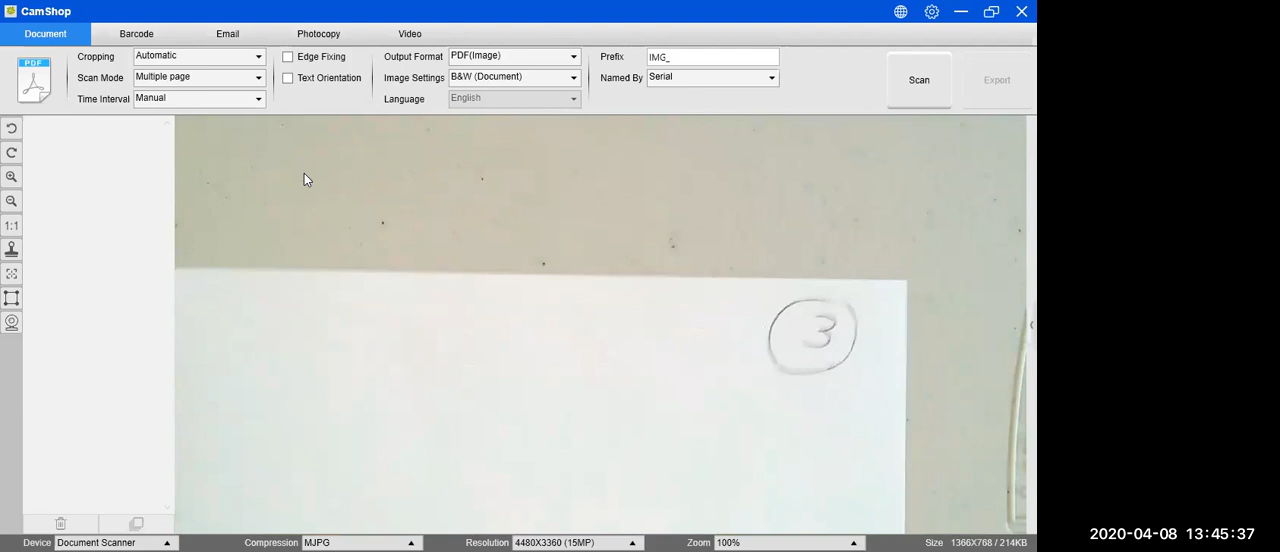 CamShop
Document Barcode Email Photocopy Video
PDF
Cropping Automatic
Scan Mode Multiple page
Time Interval Manual
Edge Fixing
Text Orientation
Output Format PDF(Image)
Image Settings B&W (Document)
Language English
Prefix IMG_
Named By Serial
Scan
Export
1:1
3
Device Document Scanner Compression MJPG Resolution 4480X3360 (15MP) Zoom 100% Size 1366X768 / 214KB
2020-04-08 13:45:37